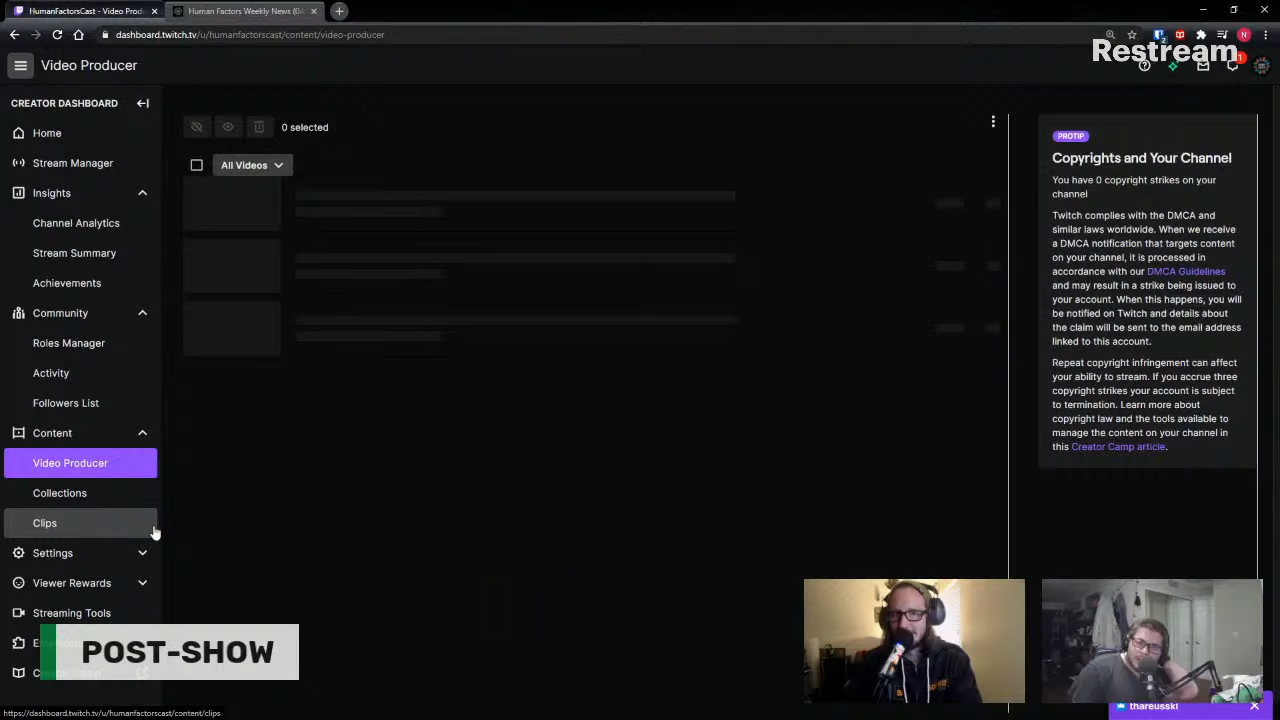 HumanFactorsCast - Video Prod
Human Factors Weekly News (04
dashboard.twitch.tv/u/humanfactorscast/content/video-producer
Restream
Video Producer
1
CREATOR DASHBOARD
Home
Stream Manager
Insights
Channel Analytics
Stream Summary
Achievements
Community
Roles Manager
Activity
Followers List
Content
Video Producer
Collections
Clips
Settings
Viewer Rewards
Streaming Tools
POST-SHOW
0 selected
All Videos
PROTIP
Copyrights and Your Channel
You have 0 copyright strikes on your
channel
Twitch complies with the DMCA and
similar laws worldwide. When we receive
a DMCA notification that targets content
on your channel, it is processed in
accordance with our DMCA Guidelines
and may result in a strike being issued to
your account. When this happens, you will
be notified on Twitch and details about
the claim will be sent to the email address
linked to this account.
Repeat copyright infringement can affect
your ability to stream. If you accrue three
copyright strikes your account is subject
to termination. Learn more about
copyright law and the tools available to
manage the content on your channel in
this Creator Camp article.
thareusski
https://dashboard.twitch.tv/u/humanfactorscast/content/clips